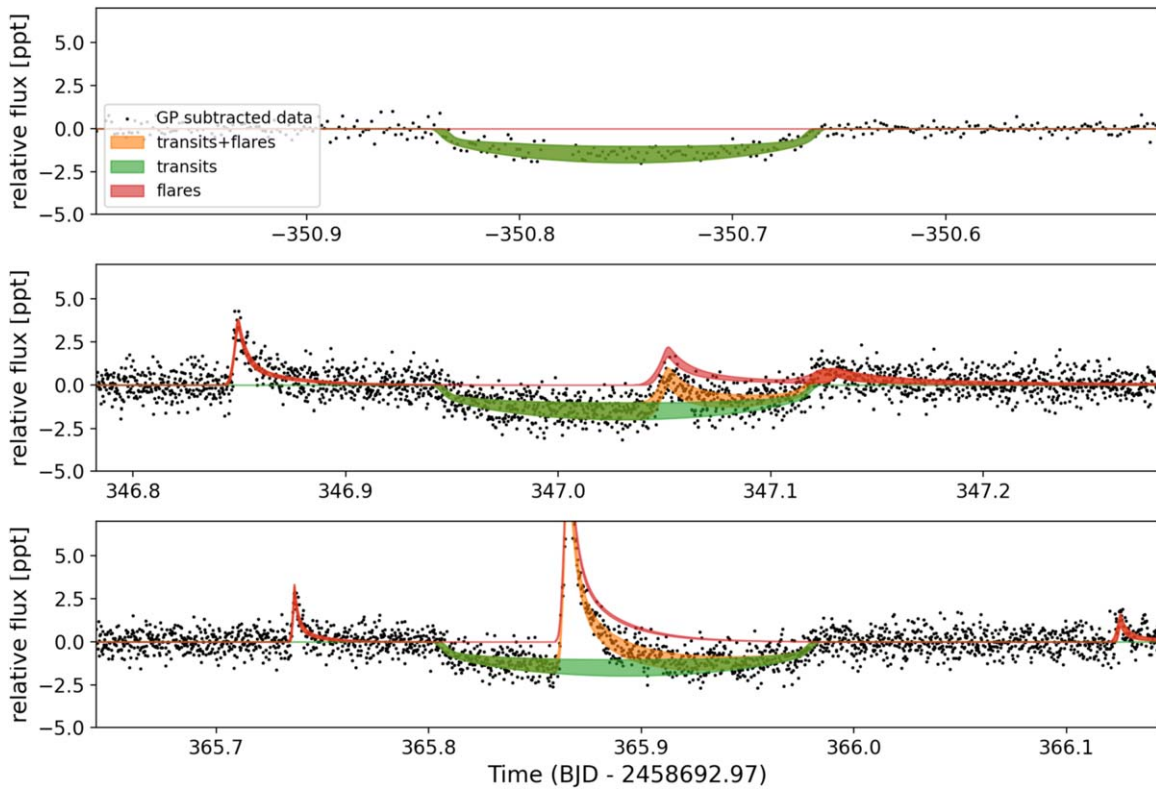 relative flux [ppt]
5.0
2.5
0.0
−2.5
−5.0
GP subtracted data
transits+flares
transits
flares
−350.9 −350.8 −350.7 −350.6
relative flux [ppt]
5.0
2.5
0.0
−2.5
−5.0
346.8 346.9 347.0 347.1 347.2
relative flux [ppt]
5.0
2.5
0.0
−2.5
−5.0
365.7 365.8 365.9 366.0 366.1
Time (BJD - 2458692.97)